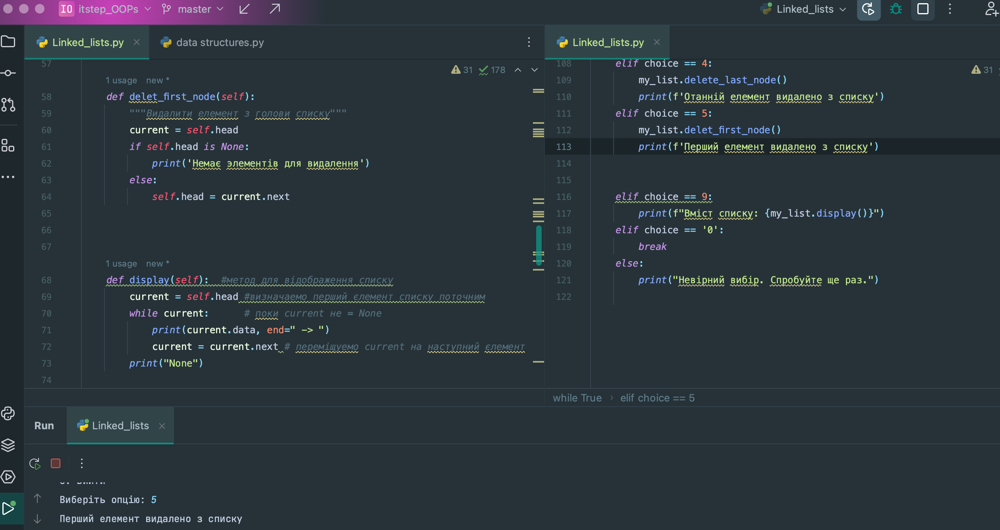 IO itstep_OOPs master Linked_lists
Linked_lists.py data structures.py
57
31 178
1 usage new *
58 def delet_first_node(self):
59 """Видалити елемент з голови списку"""
60 current = self.head
61 if self.head is None:
62 print('Немає элементів для видалення')
63 else:
64 self.head = current.next
65
66
67
1 usage new *
68 def display(self): #метод для відображення списку
69 current = self.head #визначаемо перший єлемент списку поточним
70 while current: # поки current не = None
71 print(current.data, end=" -> ")
72 current = current.next # переміщуемо current на наступний єлемент
73 print("None")
74
Linked_lists.py
108 elif choice == 4:
31
109 my_list.delete_last_node()
110 print(f'Отанній елемент видалено з списку')
111 elif choice == 5:
112 my_list.delet_first_node()
113 print(f'Перший елемент видалено з списку')
114
115
116 elif choice == 9:
117 print(f"Вміст списку: {my_list.display()}")
118 elif choice == '0':
119 break
120 else:
121 print("Невірний вибір. Спробуйте ще раз.")
122
while True › elif choice == 5
Run Linked_lists
Виберіть опцію: 5
Перший елемент видалено з списку